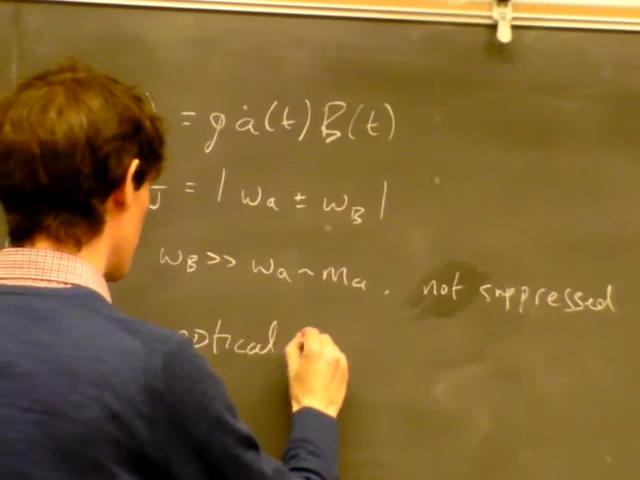 = g ȧ(t) B(t)
J = | ωa ± ωB |
ωB >> ωa ~ ma . not suppressed
optical